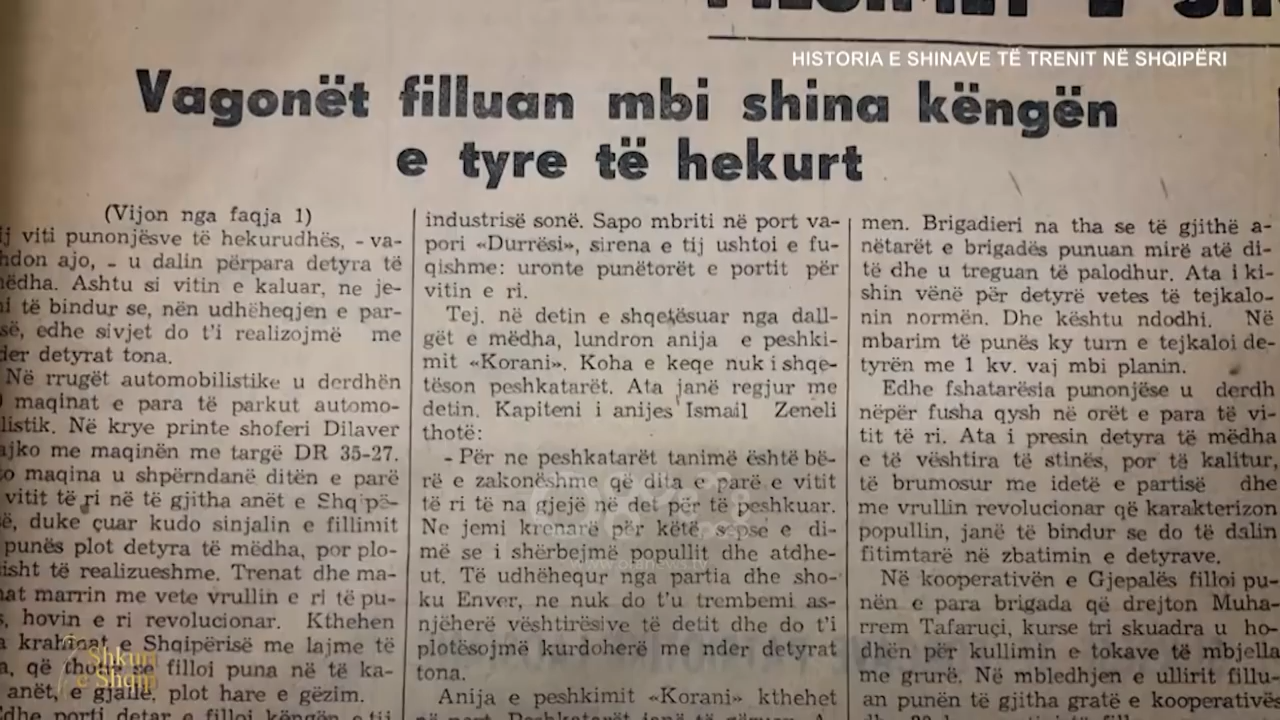 HISTORIA E SHINAVE TË TRENIT NË SHQIPËRI
Vagonët filluan mbi shina këngën
e tyre të hekurt
(Vijon nga faqja 1)
viti punonjësve të hekurudhës, - va-
ajo, - u dalin përpara detyra të
Ashtu si vitin e kaluar, ne je-
të bindur se, nën udhëheqjen e par-
edhe sivjet do t'i realizojmë me
detyrat tona.
Në rrugët automobilistike u derdhën
maqinat e para të parkut automo-
Në krye printe shoferi Dilaver
me maqinën me targë DR 35-27.
maqina u shpërndanë ditën e parë
vitit të ri në të gjitha anët e Shqipë-
duke çuar kudo sinjalin e fillimit
punës plot detyra të mëdha, por plo-
të realizueshme. Trenat dhe ma-
marrin me vete vrullin e ri të pu-
hovin e ri revolucionar. Kthehen
krahinat e Shqipërisë me lajme të
që thonë se filloi puna në të ka-
anët, e gjallë, plot hare e gëzim.
porti detar e filloi këngën e tij
industrisë sonë. Sapo mbriti në port va-
pori «Durrësi», sirena e tij ushtoi e fu-
qishme: uronte punëtorët e portit për
vitin e ri.
Tej. në detin e shqetësuar nga dall-
gët e mëdha, lundron anija e peshki-
mit «Korani». Koha e keqe nuk i shqe-
tëson peshkatarët. Ata janë regjur me
detin. Kapiteni i anijes Ismail Zeneli
thotë:
- Për ne peshkatarët tanimë është bë-
rë e zakonëshme që dita e parë e vitit
të ri të na gjejë në det për të peshkuar.
Ne jemi krenarë për këtë, sepse e di-
më se i shërbejmë popullit dhe atdhe-
ut. Të udhëhequr nga partia dhe sho-
ku Enver, ne nuk do t'u trembemi as-
njëherë vështirësive të detit dhe do t'i
plotësojmë kurdoherë me nder detyrat
tona.
Anija e peshkimit «Korani» kthehet
men. Brigadieri na tha se të gjithë a-
nëtarët e brigadës punuan mirë atë di-
të dhe u treguan të palodhur. Ata i ki-
shin vënë për detyrë vetes të tejkalo-
nin normën. Dhe kështu ndodhi. Në
mbarim të punës ky turn e tejkaloi de-
tyrën me 1 kv. vaj mbi planin.
Edhe fshatarësia punonjëse u derdh
nëpër fusha qysh në orët e para të vi-
tit të ri. Ata i presin detyra të mëdha
e të vështira të stinës, por të kalitur,
të brumosur me idetë e partisë dhe
me vrullin revolucionar që karakterizon
popullin, janë të bindur se do të dalin
fitimtarë në zbatimin e detyrave.
Në kooperativën e Gjepalës filloi pu-
nën e para brigada që drejton Muha-
rrem Tafaruçi, kurse tri skuadra u ho-
dhën për kullimin e tokave të mbjella
me grurë. Në mbledhjen e ullirit fillu-
an punën të gjitha gratë e kooperativës
www.oranews.tv
Shkurt
e Shqip